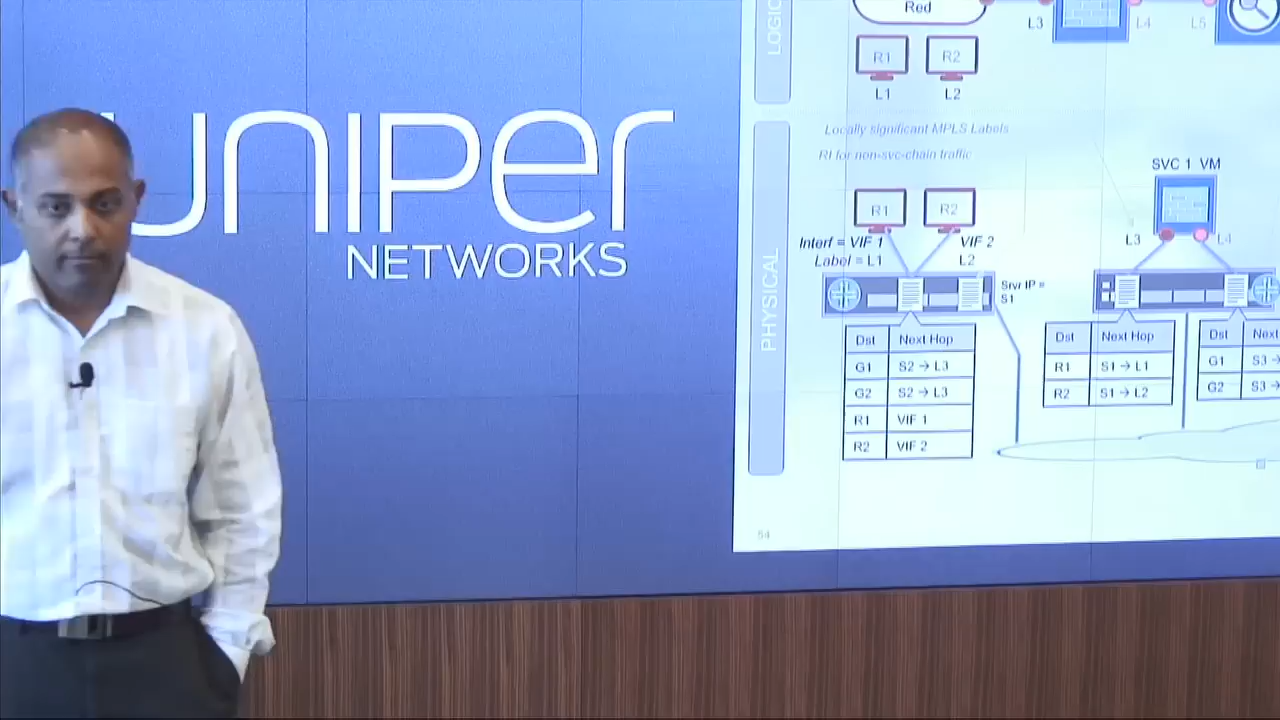 Juniper
NETWORKS
LOGIC
Red
L3
L4
L5
R1
R2
L1
L2
Locally significant MPLS Labels
RI for non-svc-chain traffic
PHYSICAL
SVC 1 VM
R1
R2
Interf = VIF 1
VIF 2
Label = L1
L2
L3
L4
Srvr IP =
S1
Dst Next Hop
G1 S2 → L3
G2 S2 → L3
R1 VIF 1
R2 VIF 2
Dst Next Hop
R1 S1 → L1
R2 S1 → L2
Dst Next
G1 S3 →
G2 S3 →
54